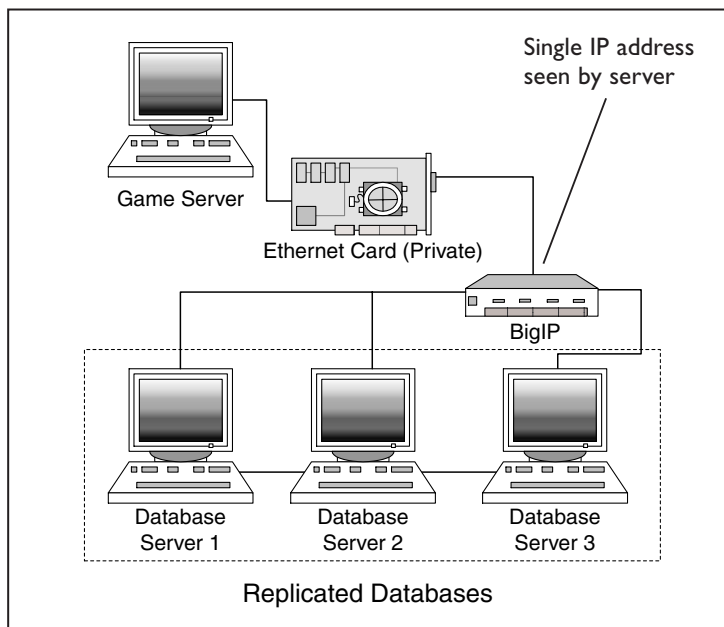 Single IP address
seen by server
Game Server
Ethernet Card (Private)
BigIP
Database
Server 1
Database
Server 2
Database
Server 3
Replicated Databases